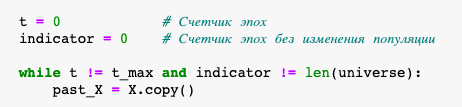 t = 0 # Счетчик эпох
indicator = 0 # Счетчик эпох без изменения популяции
while t != t_max and indicator != len(universe):
past_X = X.copy()